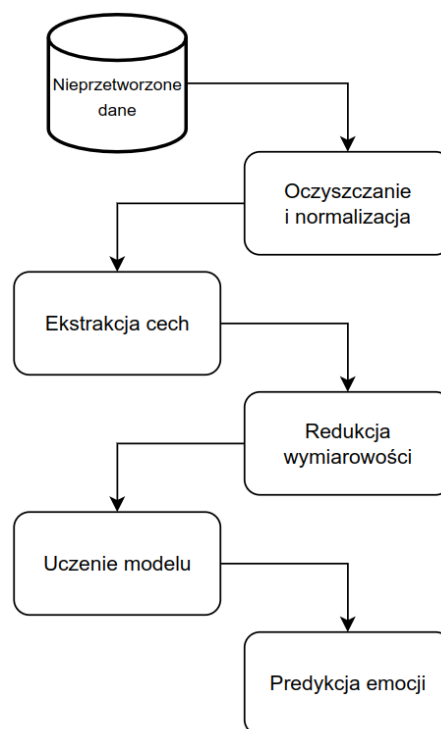 Nieprzetworzone
dane
Oczyszczanie
i normalizacja
Ekstrakcja cech
Redukcja
wymiarowości
Uczenie modelu
Predykcja emocji